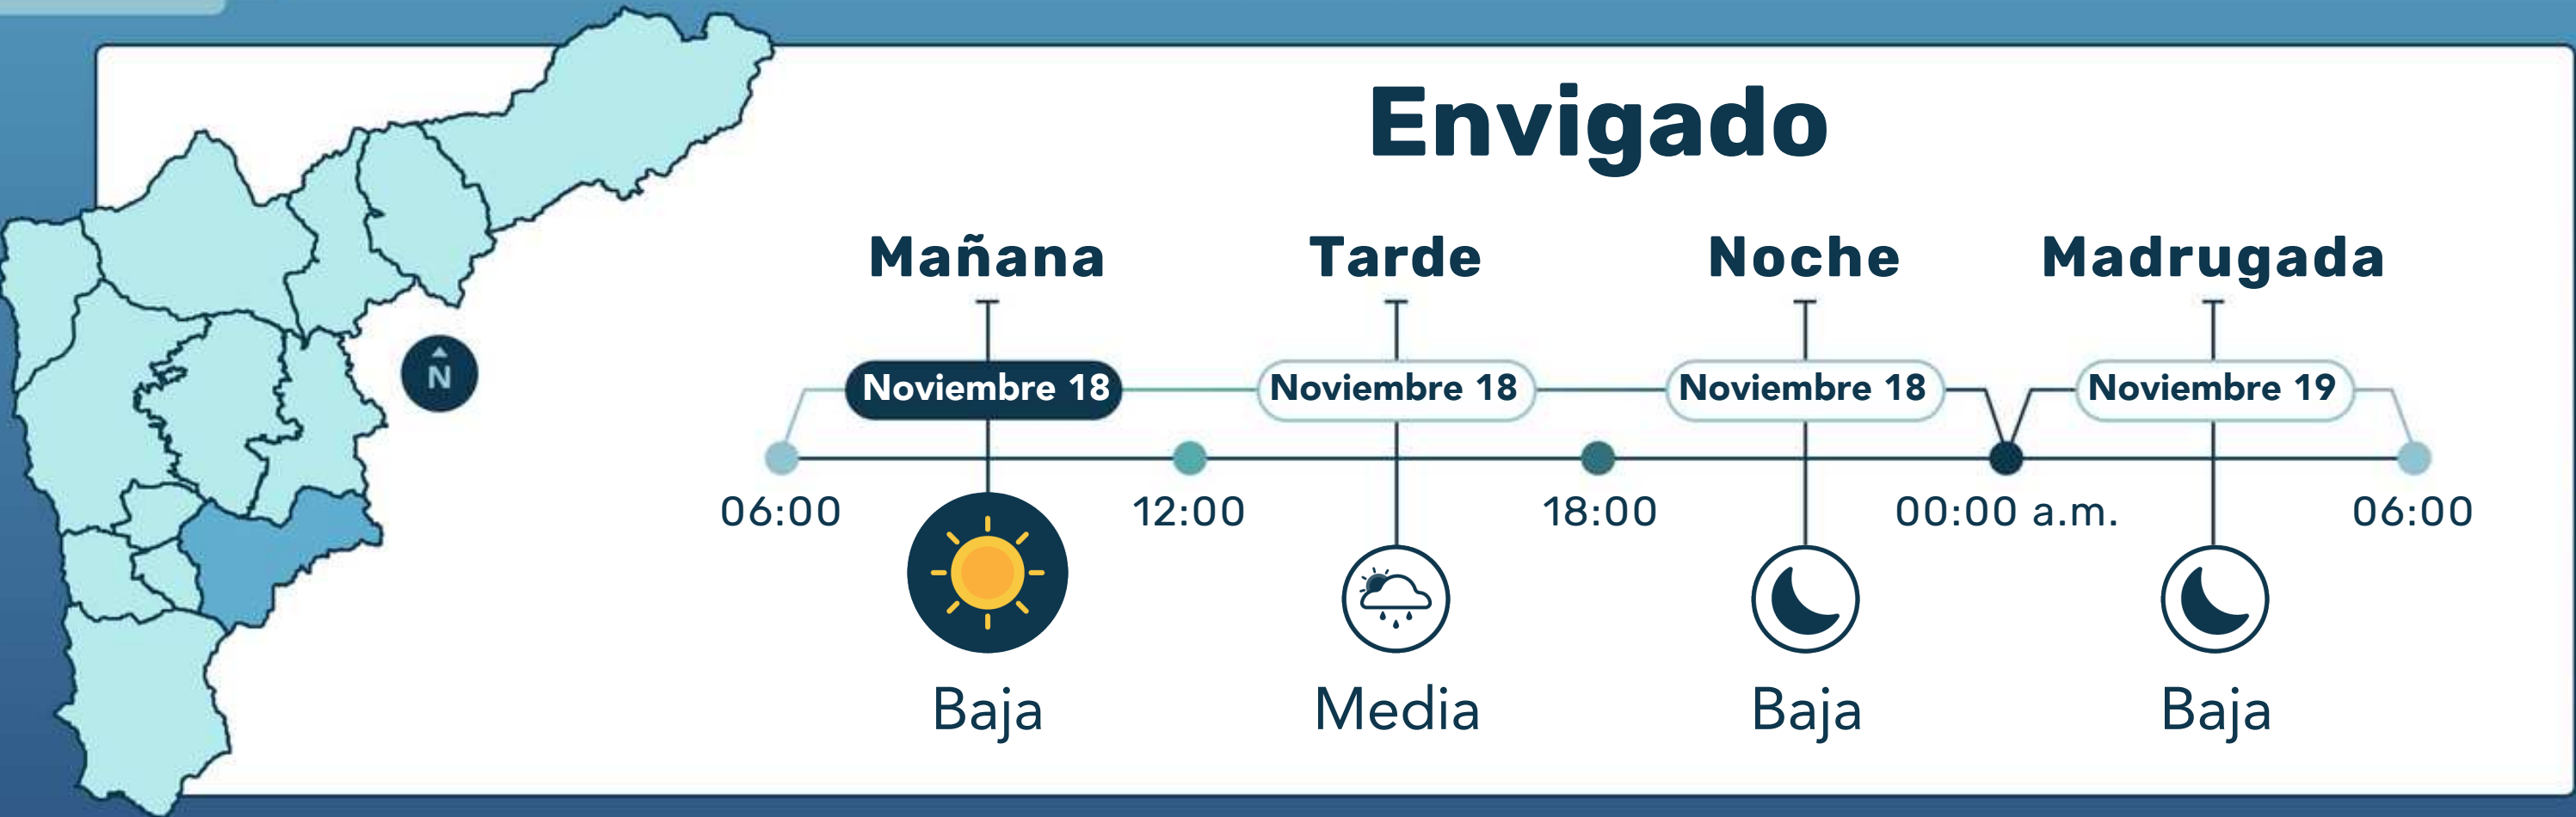 Envigado
Mañana Tarde Noche Madrugada
Noviembre 18 Noviembre 18 Noviembre 18 Noviembre 19
N
06:00 12:00 18:00 00:00 a.m. 06:00
Baja Media Baja Baja